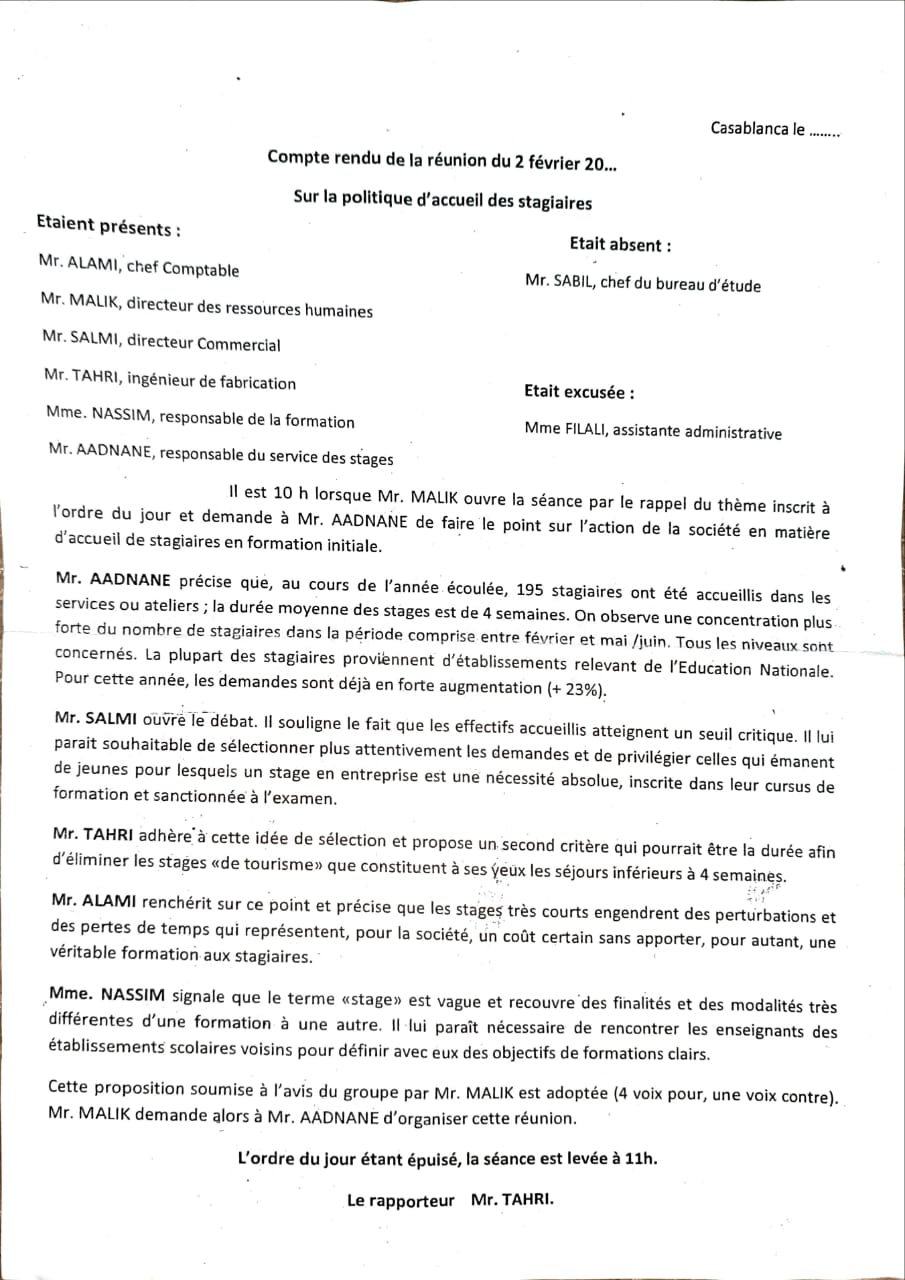 Casablanca le ........
Compte rendu de la réunion du 2 février 20...
Sur la politique d'accueil des stagiaires
Etaient présents :
Mr. ALAMI, chef Comptable
Mr. MALIK, directeur des ressources humaines
Mr. SALMI, directeur Commercial
Mr. TAHRI, ingénieur de fabrication
Mme. NASSIM, responsable de la formation
Mr. AADNANE, responsable du service des stages
Etait absent :
Mr. SABIL, chef du bureau d'étude
Etait excusée :
Mme FILALI, assistante administrative
Il est 10 h lorsque Mr. MALIK ouvre la séance par le rappel du thème inscrit à
l'ordre du jour et demande à Mr. AADNANE de faire le point sur l'action de la société en matière
d'accueil de stagiaires en formation initiale.
Mr. AADNANE précise que, au cours de l'année écoulée, 195 stagiaires ont été accueillis dans les
services ou ateliers ; la durée moyenne des stages est de 4 semaines. On observe une concentration plus
forte du nombre de stagiaires dans la période comprise entre février et mai /juin. Tous les niveaux sont
concernés. La plupart des stagiaires proviennent d'établissements relevant de l'Education Nationale.
Pour cette année, les demandes sont déjà en forte augmentation (+ 23%).
Mr. SALMI ouvre le débat. Il souligne le fait que les effectifs accueillis atteignent un seuil critique. Il lui
parait souhaitable de sélectionner plus attentivement les demandes et de privilégier celles qui émanent
de jeunes pour lesquels un stage en entreprise est une nécessité absolue, inscrite dans leur cursus de
formation et sanctionnée à l'examen.
Mr. TAHRI adhère à cette idée de sélection et propose un second critère qui pourrait être la durée afin
d'éliminer les stages «de tourisme» que constituent à ses yeux les séjours inférieurs à 4 semaines.
Mr. ALAMI renchérit sur ce point et précise que les stages très courts engendrent des perturbations et
des pertes de temps qui représentent, pour la société, un coût certain sans apporter, pour autant, une
véritable formation aux stagiaires.
Mme. NASSIM signale que le terme «stage» est vague et recouvre des finalités et des modalités très
différentes d'une formation à une autre. Il lui paraît nécessaire de rencontrer les enseignants des
établissements scolaires voisins pour définir avec eux des objectifs de formations clairs.
Cette proposition soumise à l'avis du groupe par Mr. MALIK est adoptée (4 voix pour, une voix contre).
Mr. MALIK demande alors à Mr. AADNANE d'organiser cette réunion.
L'ordre du jour étant épuisé, la séance est levée à 11h.
Le rapporteur Mr. TAHRI.